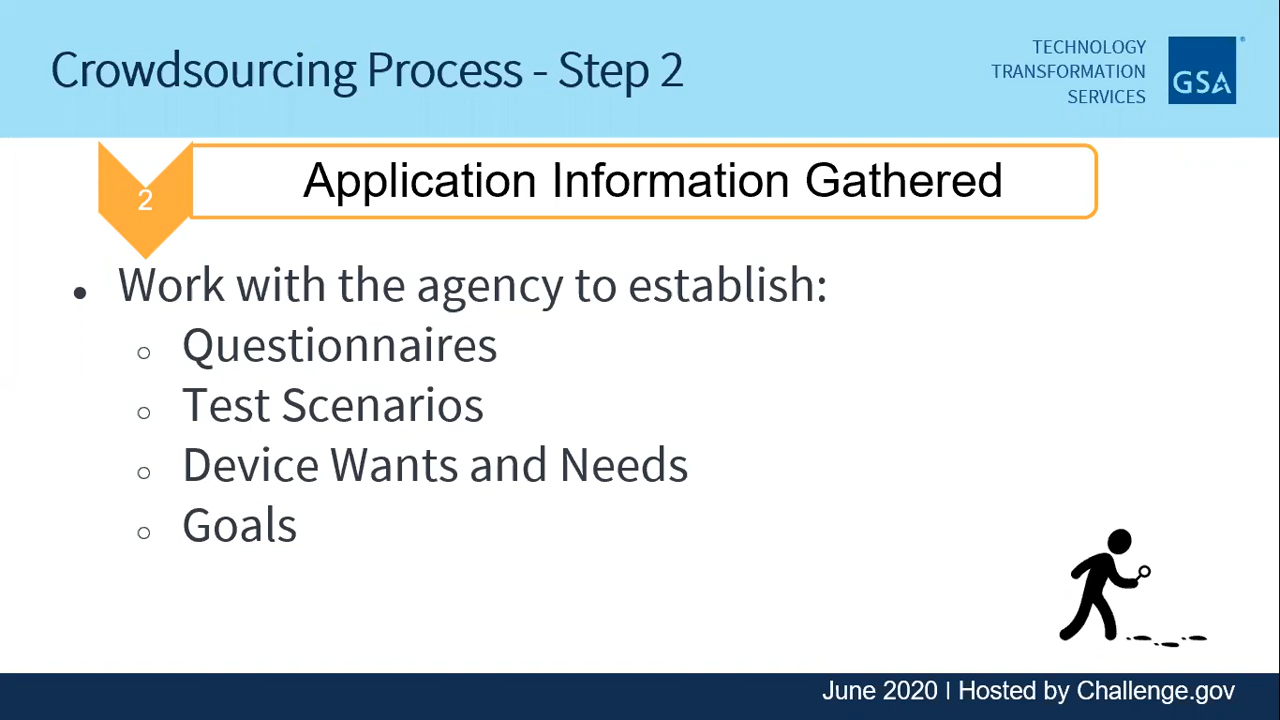 Crowdsourcing Process - Step 2
TECHNOLOGY
TRANSFORMATION
SERVICES
GSA
®
2
Application Information Gathered
• Work with the agency to establish:
○ Questionnaires
○ Test Scenarios
○ Device Wants and Needs
○ Goals
June 2020 | Hosted by Challenge.gov